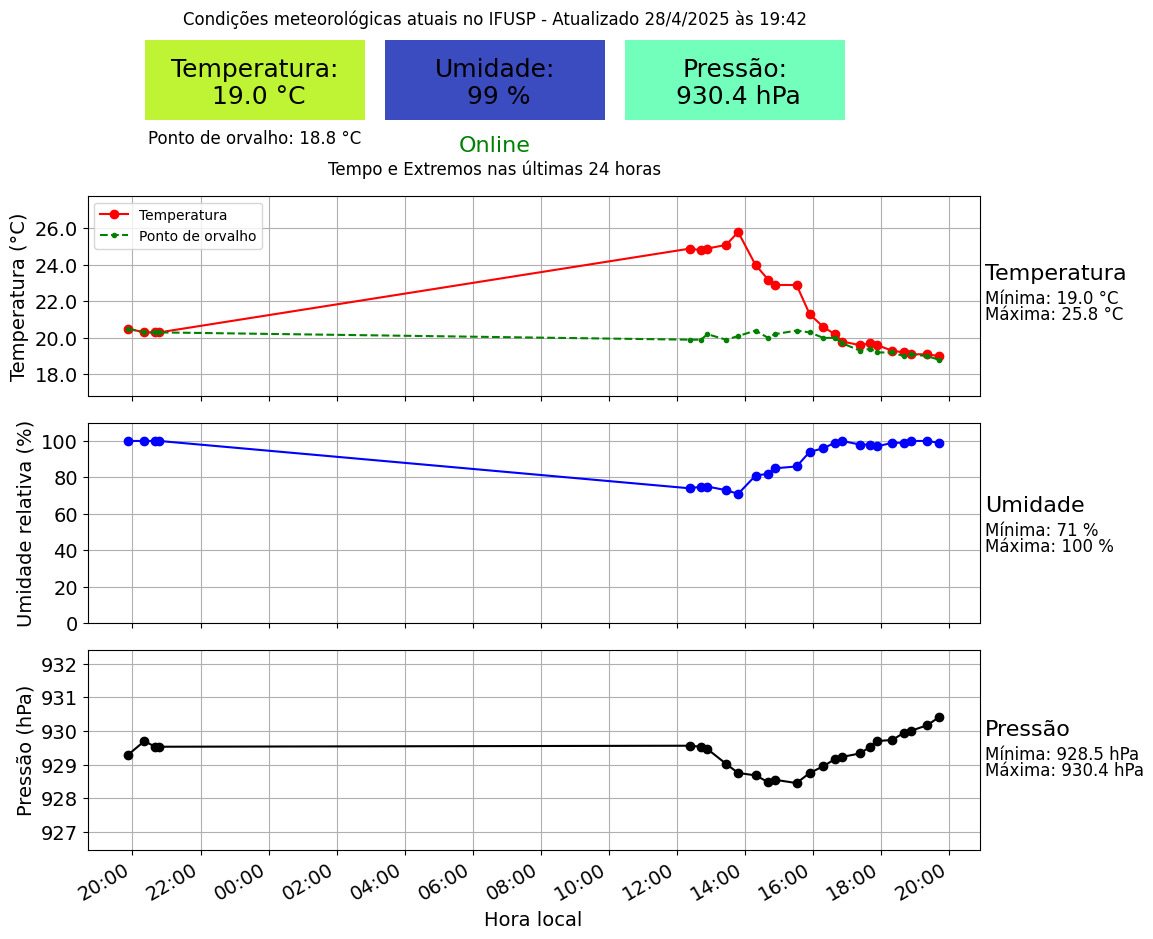 Condições meteorológicas atuais no IFUSP - Atualizado 28/4/2025 às 19:42
Temperatura:
19.0 °C
Umidade:
99 %
Pressão:
930.4 hPa
Ponto de orvalho: 18.8 °C
Online
Tempo e Extremos nas últimas 24 horas
Temperatura (°C)
26.0
24.0
22.0
20.0
18.0
Temperatura
Ponto de orvalho
Temperatura
Mínima: 19.0 °C
Máxima: 25.8 °C
Umidade relativa (%)
100
80
60
40
20
0
Umidade
Mínima: 71 %
Máxima: 100 %
Pressão (hPa)
932
931
930
929
928
927
Pressão
Mínima: 928.5 hPa
Máxima: 930.4 hPa
20:00
22:00
00:00
02:00
04:00
06:00
08:00
10:00
12:00
14:00
16:00
18:00
20:00
Hora local